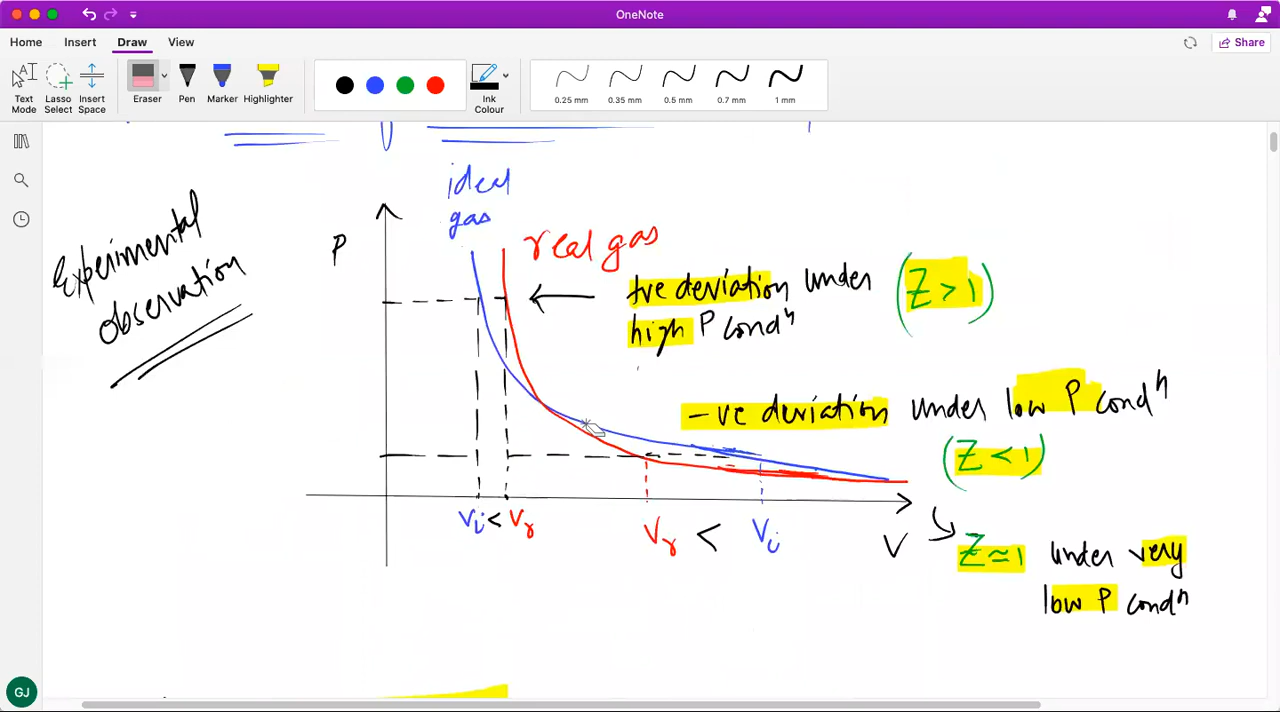 OneNote
Home Insert Draw View
Share
Text Mode
Lasso Select
Insert Space
Eraser
Pen
Marker
Highlighter
Ink Colour
0.25 mm 0.35 mm 0.5 mm 0.7 mm 1 mm
Experimental
observation
ideal
gas
P
real gas
+ve deviation under
high P condⁿ
(Z > 1)
-ve deviation under low P condⁿ
(Z < 1)
Vi < Vr
Vr < Vi
V
Z ≃ 1 under very
low P condⁿ
GJ